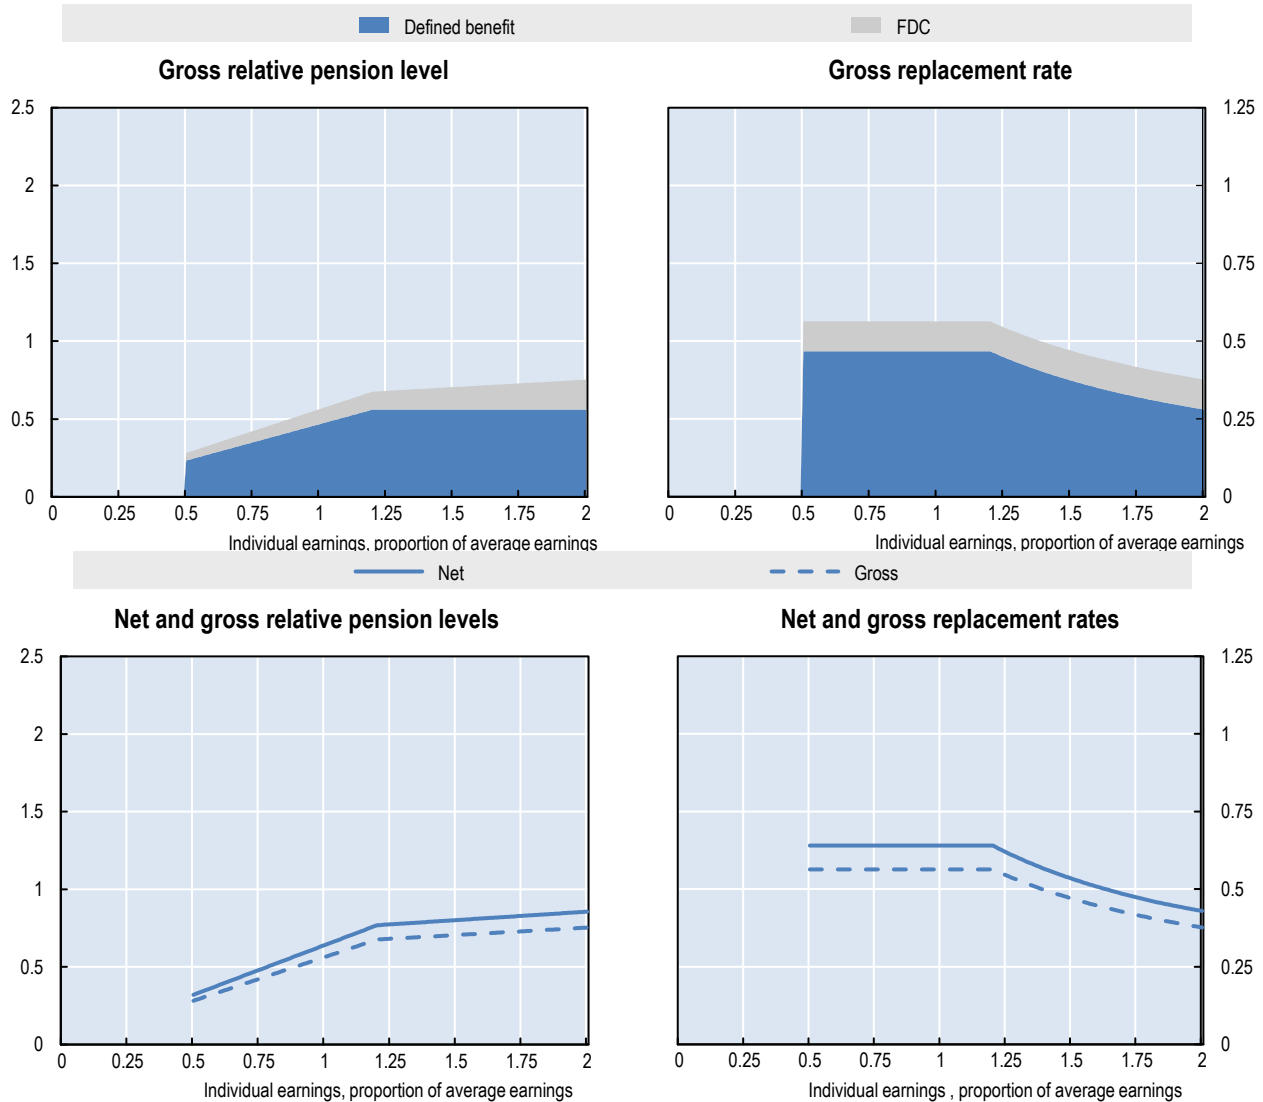 Defined benefit FDC
Gross relative pension level
Gross replacement rate
2.5
2
1.5
1
0.5
0
0 0.25 0.5 0.75 1 1.25 1.5 1.75 2
Individual earnings, proportion of average earnings
1.25
1
0.75
0.5
0.25
0
0 0.25 0.5 0.75 1 1.25 1.5 1.75 2
Individual earnings, proportion of average earnings
Net Gross
Net and gross relative pension levels
Net and gross replacement rates
2.5
2
1.5
1
0.5
0
0 0.25 0.5 0.75 1 1.25 1.5 1.75 2
Individual earnings, proportion of average earnings
1.25
1
0.75
0.5
0.25
0
0 0.25 0.5 0.75 1 1.25 1.5 1.75 2
Individual earnings , proportion of average earnings